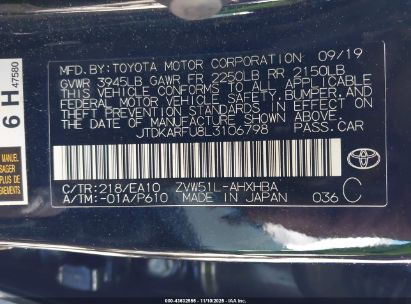 MFD.BY:TOYOTA MOTOR CORPORATION 09/19
GVWR 3945LB GAWR FR 2250LB RR 2150LB
THIS VEHICLE CONFORMS TO ALL APPLICABLE
FEDERAL MOTOR VEHICLE SAFETY,BUMPER,AND
THEFT PREVENTION STANDARDS IN EFFECT ON
THE DATE OF MANUFACTURE SHOWN ABOVE.
JTDKARFU8L3106798 PASS.CAR
C/TR:218/EA10 ZVW51L-AHXHBA
A/TM:-01A/P610 MADE IN JAPAN 036 C
TOYOTA
6 H 47580